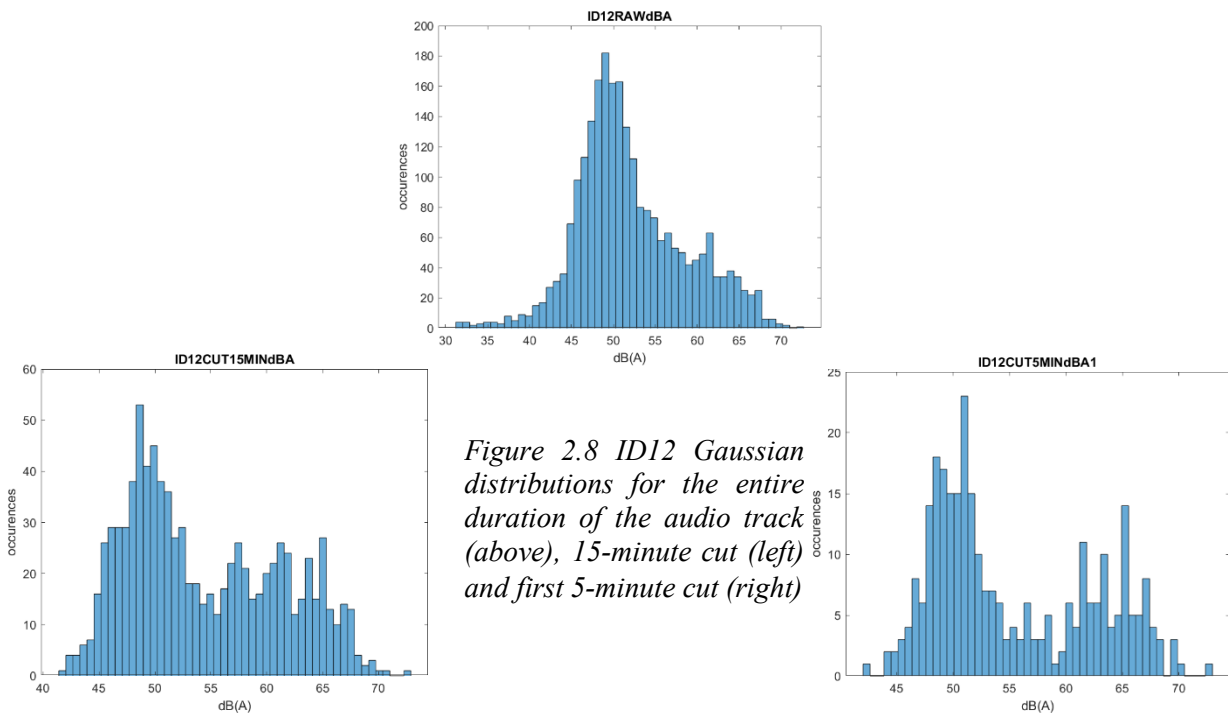 ID12RAWdBA
200
180
160
140
120
100
80
60
40
20
0
occurences
30 35 40 45 50 55 60 65 70
dB(A)
ID12CUT15MINdBA
60
50
40
30
20
10
0
occurences
40 45 50 55 60 65 70
dB(A)
Figure 2.8 ID12 Gaussian
distributions for the entire
duration of the audio track
(above), 15-minute cut (left)
and first 5-minute cut (right)
ID12CUT5MINdBA1
25
20
15
10
5
0
occurences
45 50 55 60 65 70
dB(A)